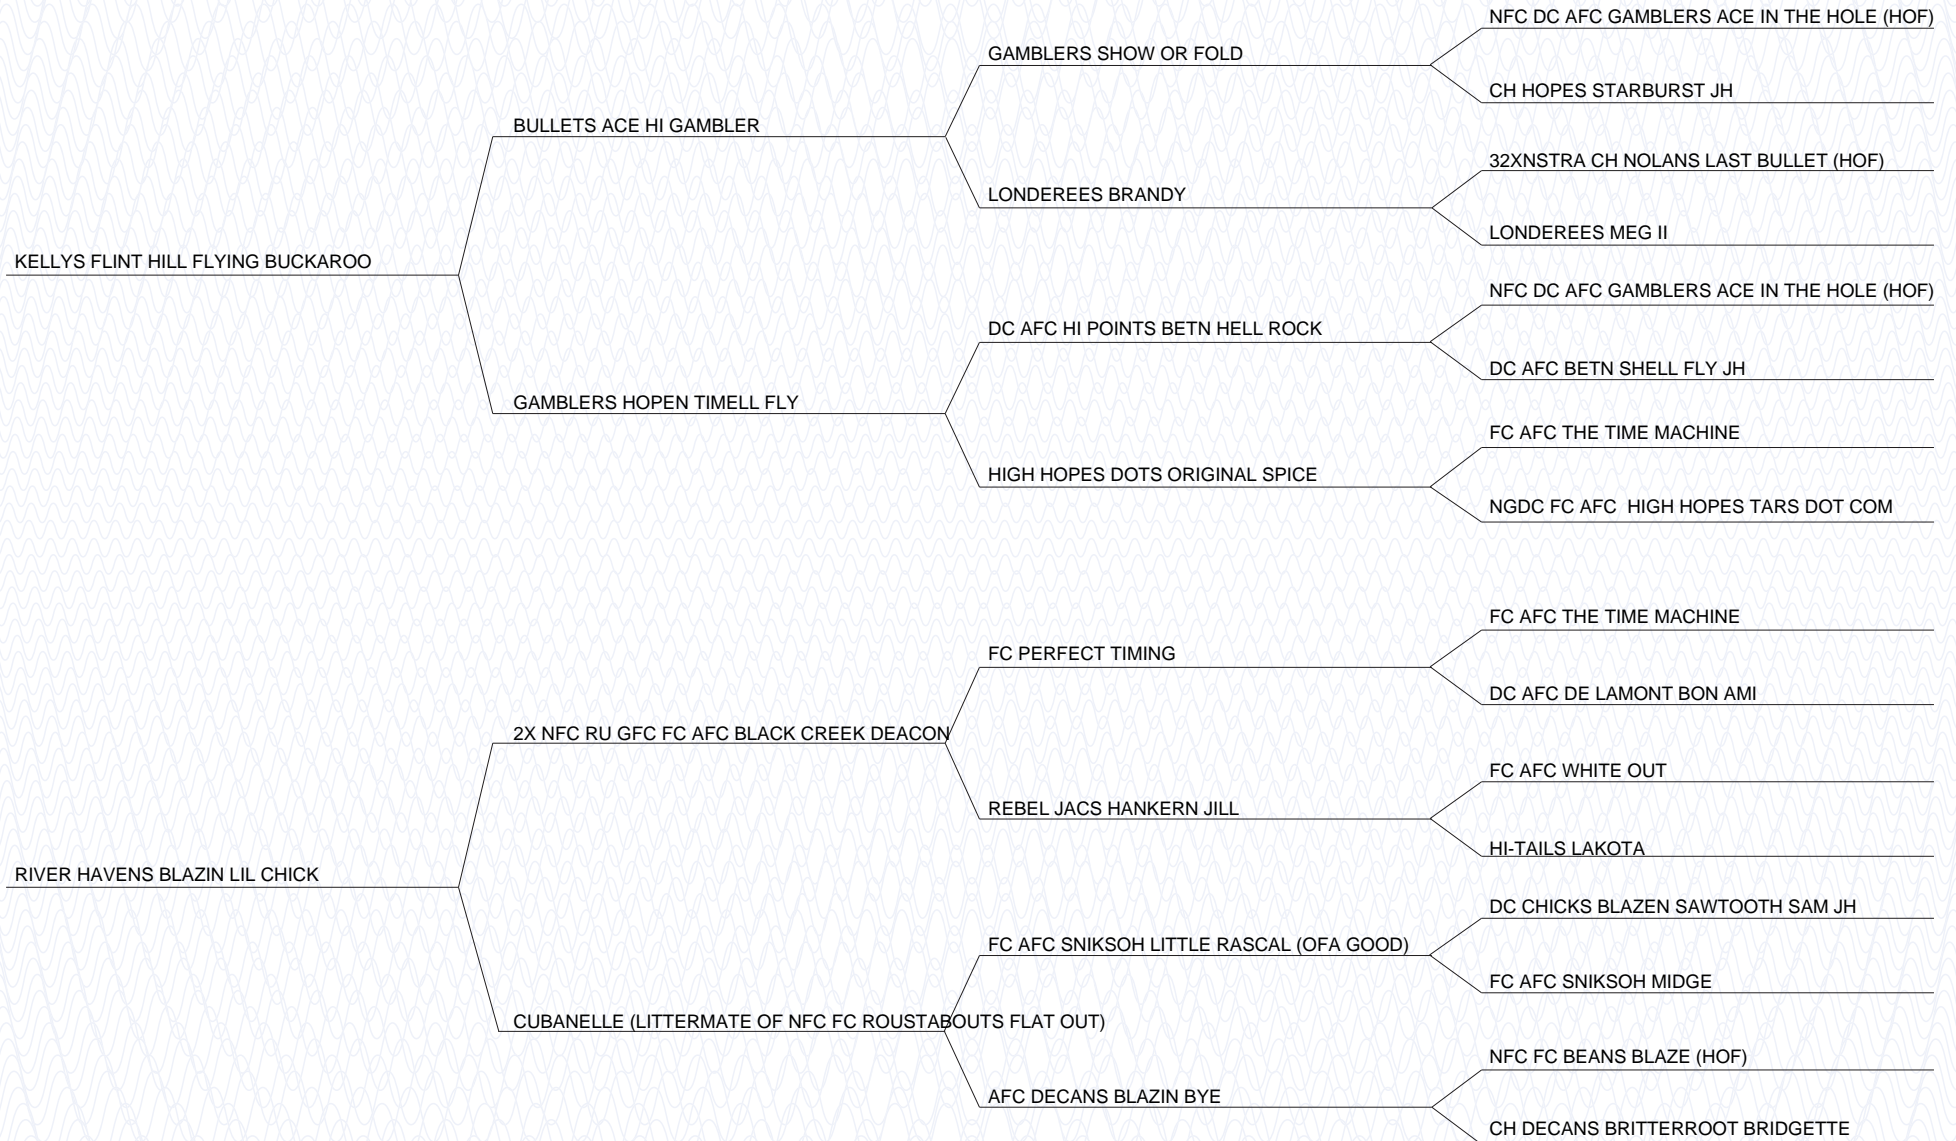 NFC DC AFC GAMBLERS ACE IN THE HOLE (HOF)
GAMBLERS SHOW OR FOLD
CH HOPES STARBURST JH
BULLETS ACE HI GAMBLER
32XNSTRA CH NOLANS LAST BULLET (HOF)
LONDEREES BRANDY
LONDEREES MEG II
KELLYS FLINT HILL FLYING BUCKAROO
NFC DC AFC GAMBLERS ACE IN THE HOLE (HOF)
DC AFC HI POINTS BETN HELL ROCK
DC AFC BETN SHELL FLY JH
GAMBLERS HOPEN TIMELL FLY
FC AFC THE TIME MACHINE
HIGH HOPES DOTS ORIGINAL SPICE
NGDC FC AFC  HIGH HOPES TARS DOT COM
FC AFC THE TIME MACHINE
FC PERFECT TIMING
DC AFC DE LAMONT BON AMI
2X NFC RU GFC FC AFC BLACK CREEK DEACON
FC AFC WHITE OUT
REBEL JACS HANKERN JILL
HI-TAILS LAKOTA
RIVER HAVENS BLAZIN LIL CHICK
DC CHICKS BLAZEN SAWTOOTH SAM JH
FC AFC SNIKSOH LITTLE RASCAL (OFA GOOD)
FC AFC SNIKSOH MIDGE
CUBANELLE (LITTERMATE OF NFC FC ROUSTABOUTS FLAT OUT)
NFC FC BEANS BLAZE (HOF)
AFC DECANS BLAZIN BYE
CH DECANS BRITTERROOT BRIDGETTE